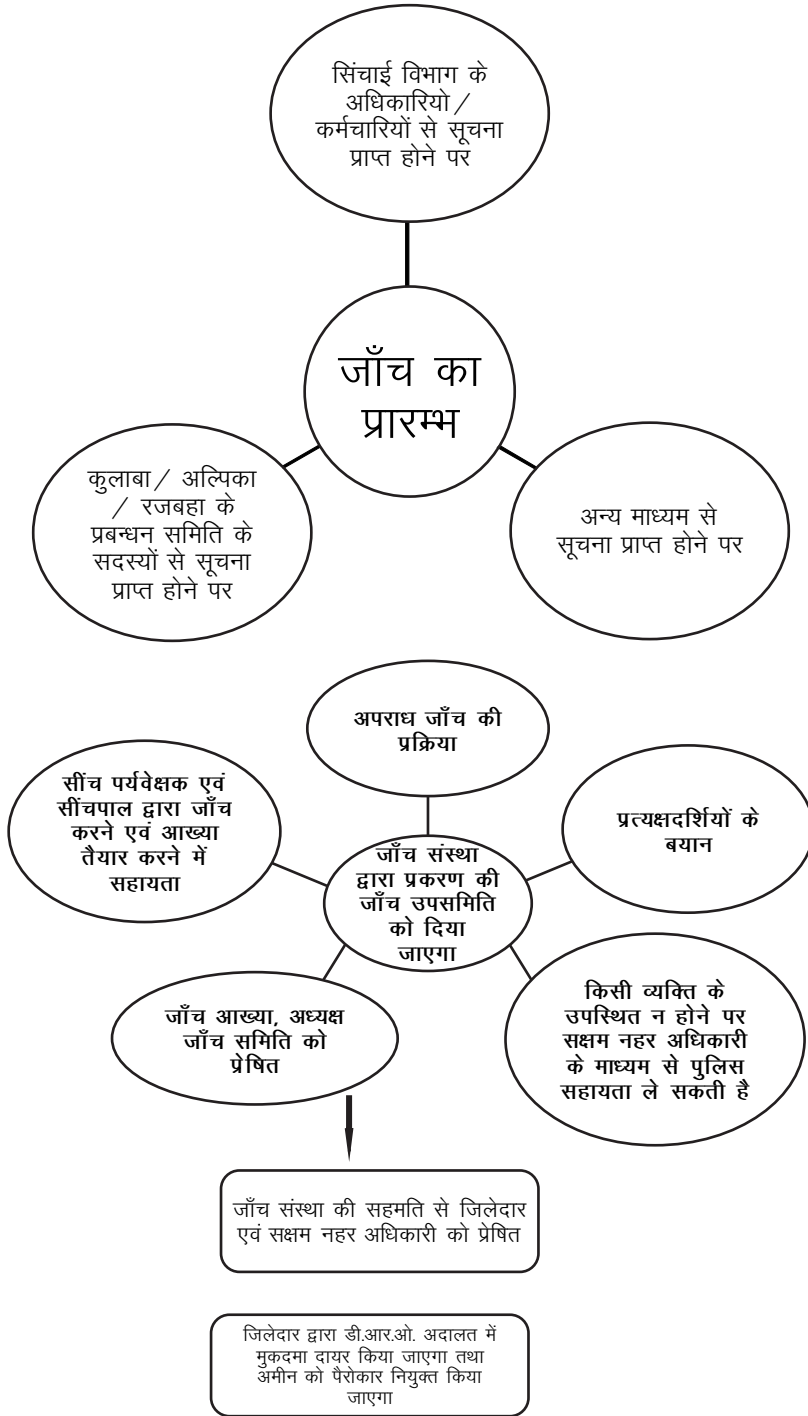 सिंचाई विभाग के
अधिकारियो/
कर्मचारियों से सूचना
प्राप्त होने पर
जाँच का
प्रारम्भ
कुलाबा/ अल्पिका
/ रजबहा के
प्रबन्धन समिति के
सदस्यों से सूचना
प्राप्त होने पर
अन्य माध्यम से
सूचना प्राप्त होने पर
अपराध जाँच की
प्रक्रिया
सींच पर्यवेक्षक एवं
सींचपाल द्वारा जाँच
करने एवं आख्या
तैयार करने में
सहायता
प्रत्यक्षदर्शियों के
बयान
जाँच संस्था
द्वारा प्रकरण की
जाँच उपसमिति
को दिया
जाएगा
जाँच आख्या, अध्यक्ष
जाँच समिति को
प्रेषित
किसी व्यक्ति के
उपस्थित न होने पर
सक्षम नहर अधिकारी
के माध्यम से पुलिस
सहायता ले सकती है
जाँच संस्था की सहमति से जिलेदार
एवं सक्षम नहर अधिकारी को प्रेषित
जिलेदार द्वारा डी.आर.ओ. अदालत में
मुकदमा दायर किया जाएगा तथा
अमीन को पैरोकार नियुक्त किया
जाएगा